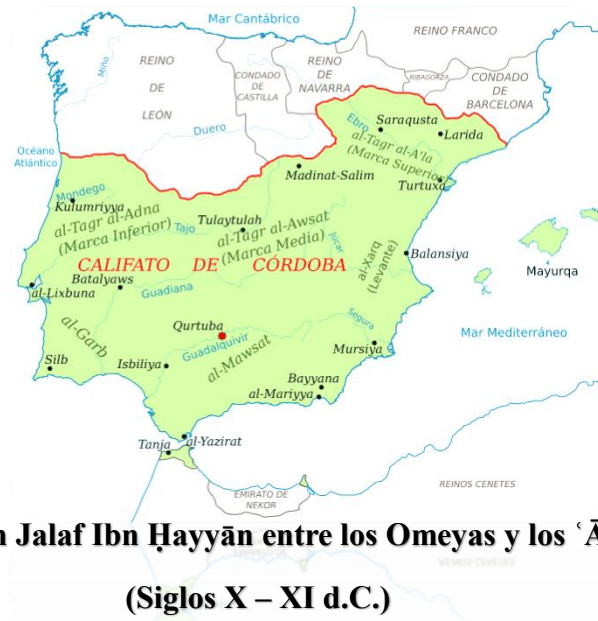 Mar Cantábrico
REINO FRANCO
REINO
DE
LEÓN
CONDADO
DE
CASTILLA
REINO
DE
NAVARRA
RIBAGORZA
CONDADO
DE
BARCELONA
Miño
Duero
Ebro
Saraqusta
Larida
al-Tagr al-A'la
(Marca Superior)
Océano
Atlántico
Madinat-Salim
Turtuxa
Mondego
Kulumriyya
al-Tagr al-Adna
(Marca Inferior)
Tajo
Tulaytulah
al-Tagr al-Awsat
(Marca Media)
Júcar
al-Xarq
(Levante)
Balansiya
Mayurqa
CALIFATO DE CÓRDOBA
Batalyaws
al-Lixbuna
Guadiana
Qurtuba
Guadalquivir
Segura
Mar Mediterráneo
al-Garb
Silb
Isbiliya
al-Mawsat
Mursiya
Bayyana
al-Mariyya
Tanja
al-Yazirat
EMIRATO DE
NEKOR
REINOS CENETES
Jalaf Ibn Ḥayyān entre los Omeyas y los
(Siglos X – XI d.C.)